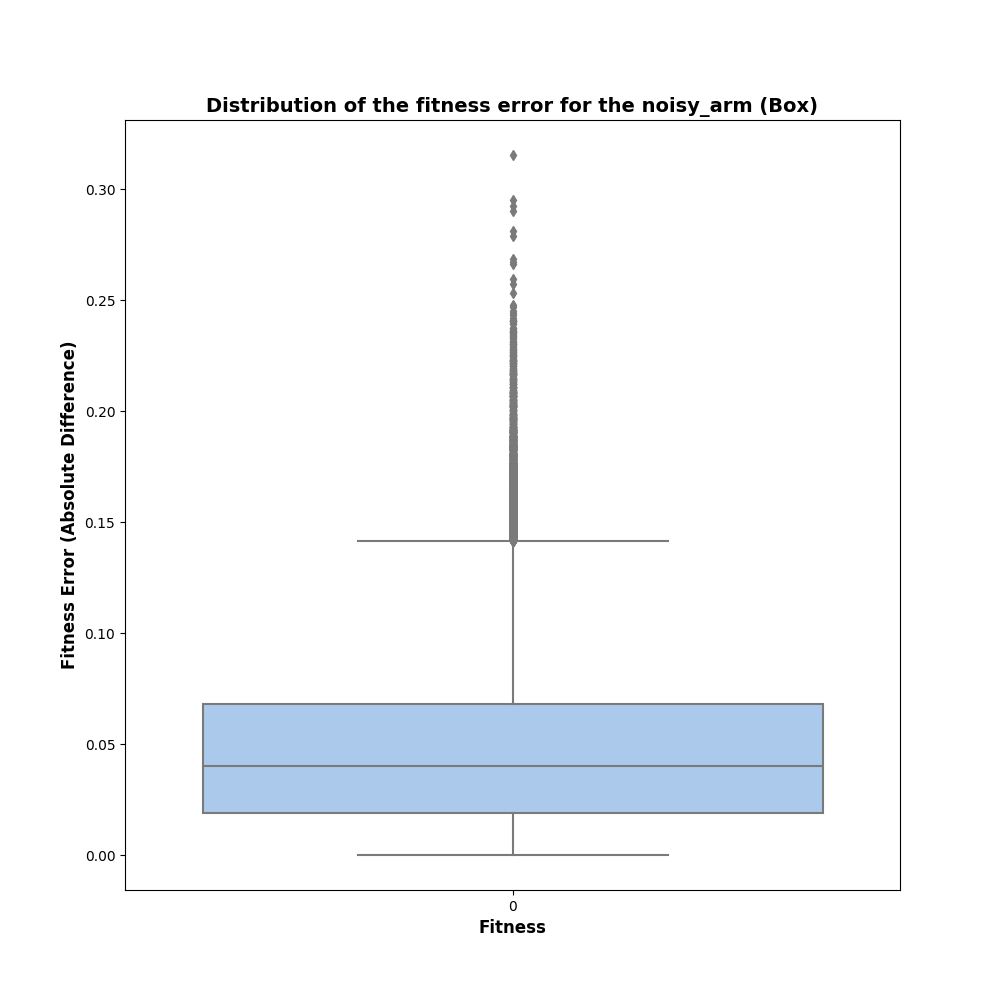 Distribution of the fitness error for the noisy_arm (Box)
0.30
0.25
0.20
0.15
0.10
0.05
0.00
Fitness Error (Absolute Difference)
0
Fitness